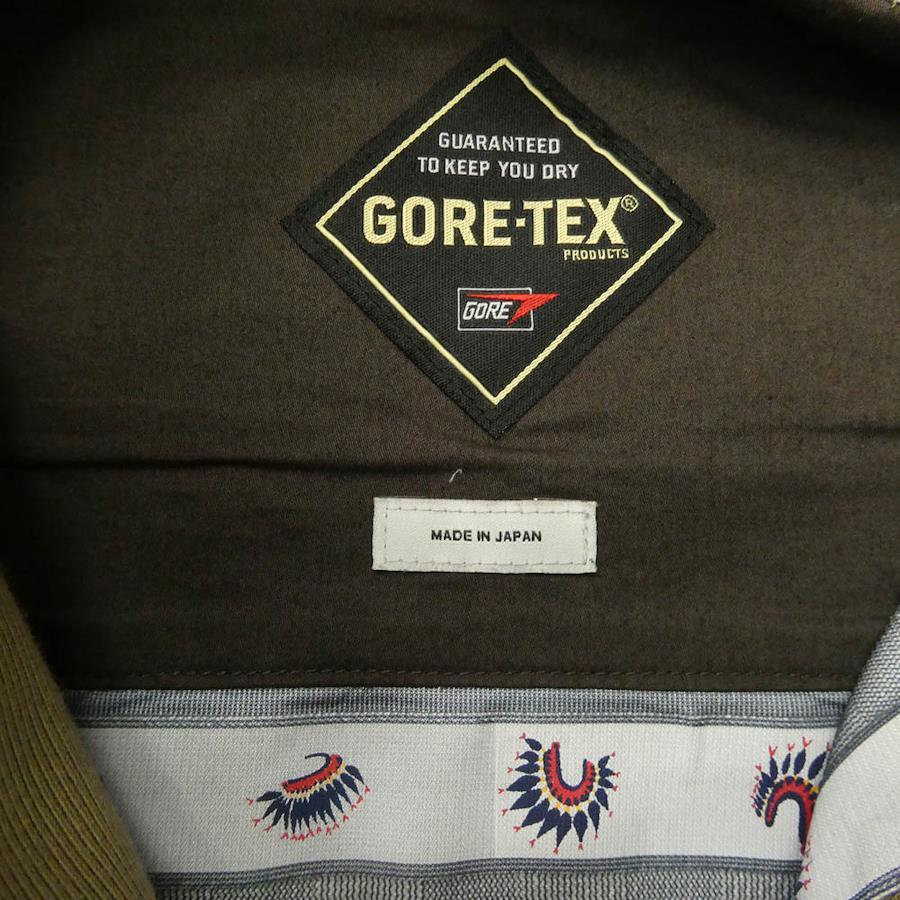 GUARANTEED
TO KEEP YOU DRY
GORE-TEX®
PRODUCTS
GORE
MADE IN JAPAN